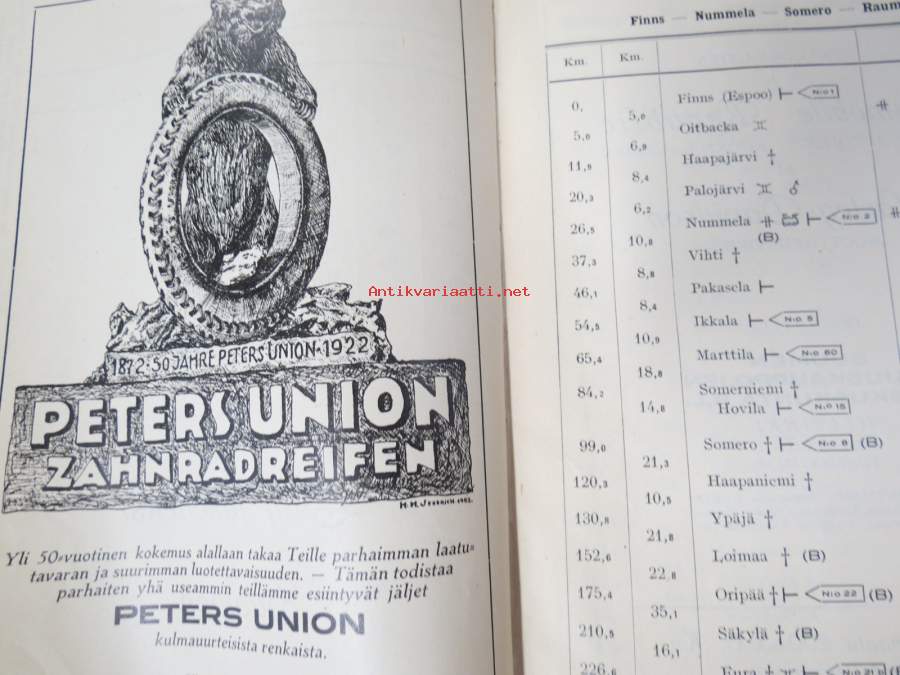 1872·50 JAHRE PETERS UNION·1922
PETERS UNION
ZAHNRADREIFEN
Yli 50-vuotinen kokemus alallaan takaa Teille parhaimman laatu-
tavaran ja suurimman luotettavaisuuden. — Tämän todistaa
parhaiten yhä useammin teillämme esiintyvät jäljet
PETERS UNION
kulmauurteisista renkaista.
Antikvariaatti.net
Finns — Nummela — Somero — Raum
Km. Km.
0, Finns (Espoo) N:o 1
5,0
5,0 Oitbacka
6,9
11,9 Haapajärvi
8,4
20,3 Palojärvi
6,2
26,5 Nummela N:o 2
(B)
10,8
37,3 Vihti
8,8
46,1 Pakasela
8,4
54,5 Ikkala N:o 5
10,9
65,4 Marttila N:o 60
18,8
84,2 Somerniemi
Hovila N:o 15
14,8
99,0 Somero N:o 8 (B)
21,3
120,3 Haapaniemi
10,5
130,8 Ypäjä
21,8
152,6 Loimaa (B)
22,8
175,4 Oripää N:o 22 (B)
35,1
210,5 Säkylä (B)
16,1
226,6 Eura